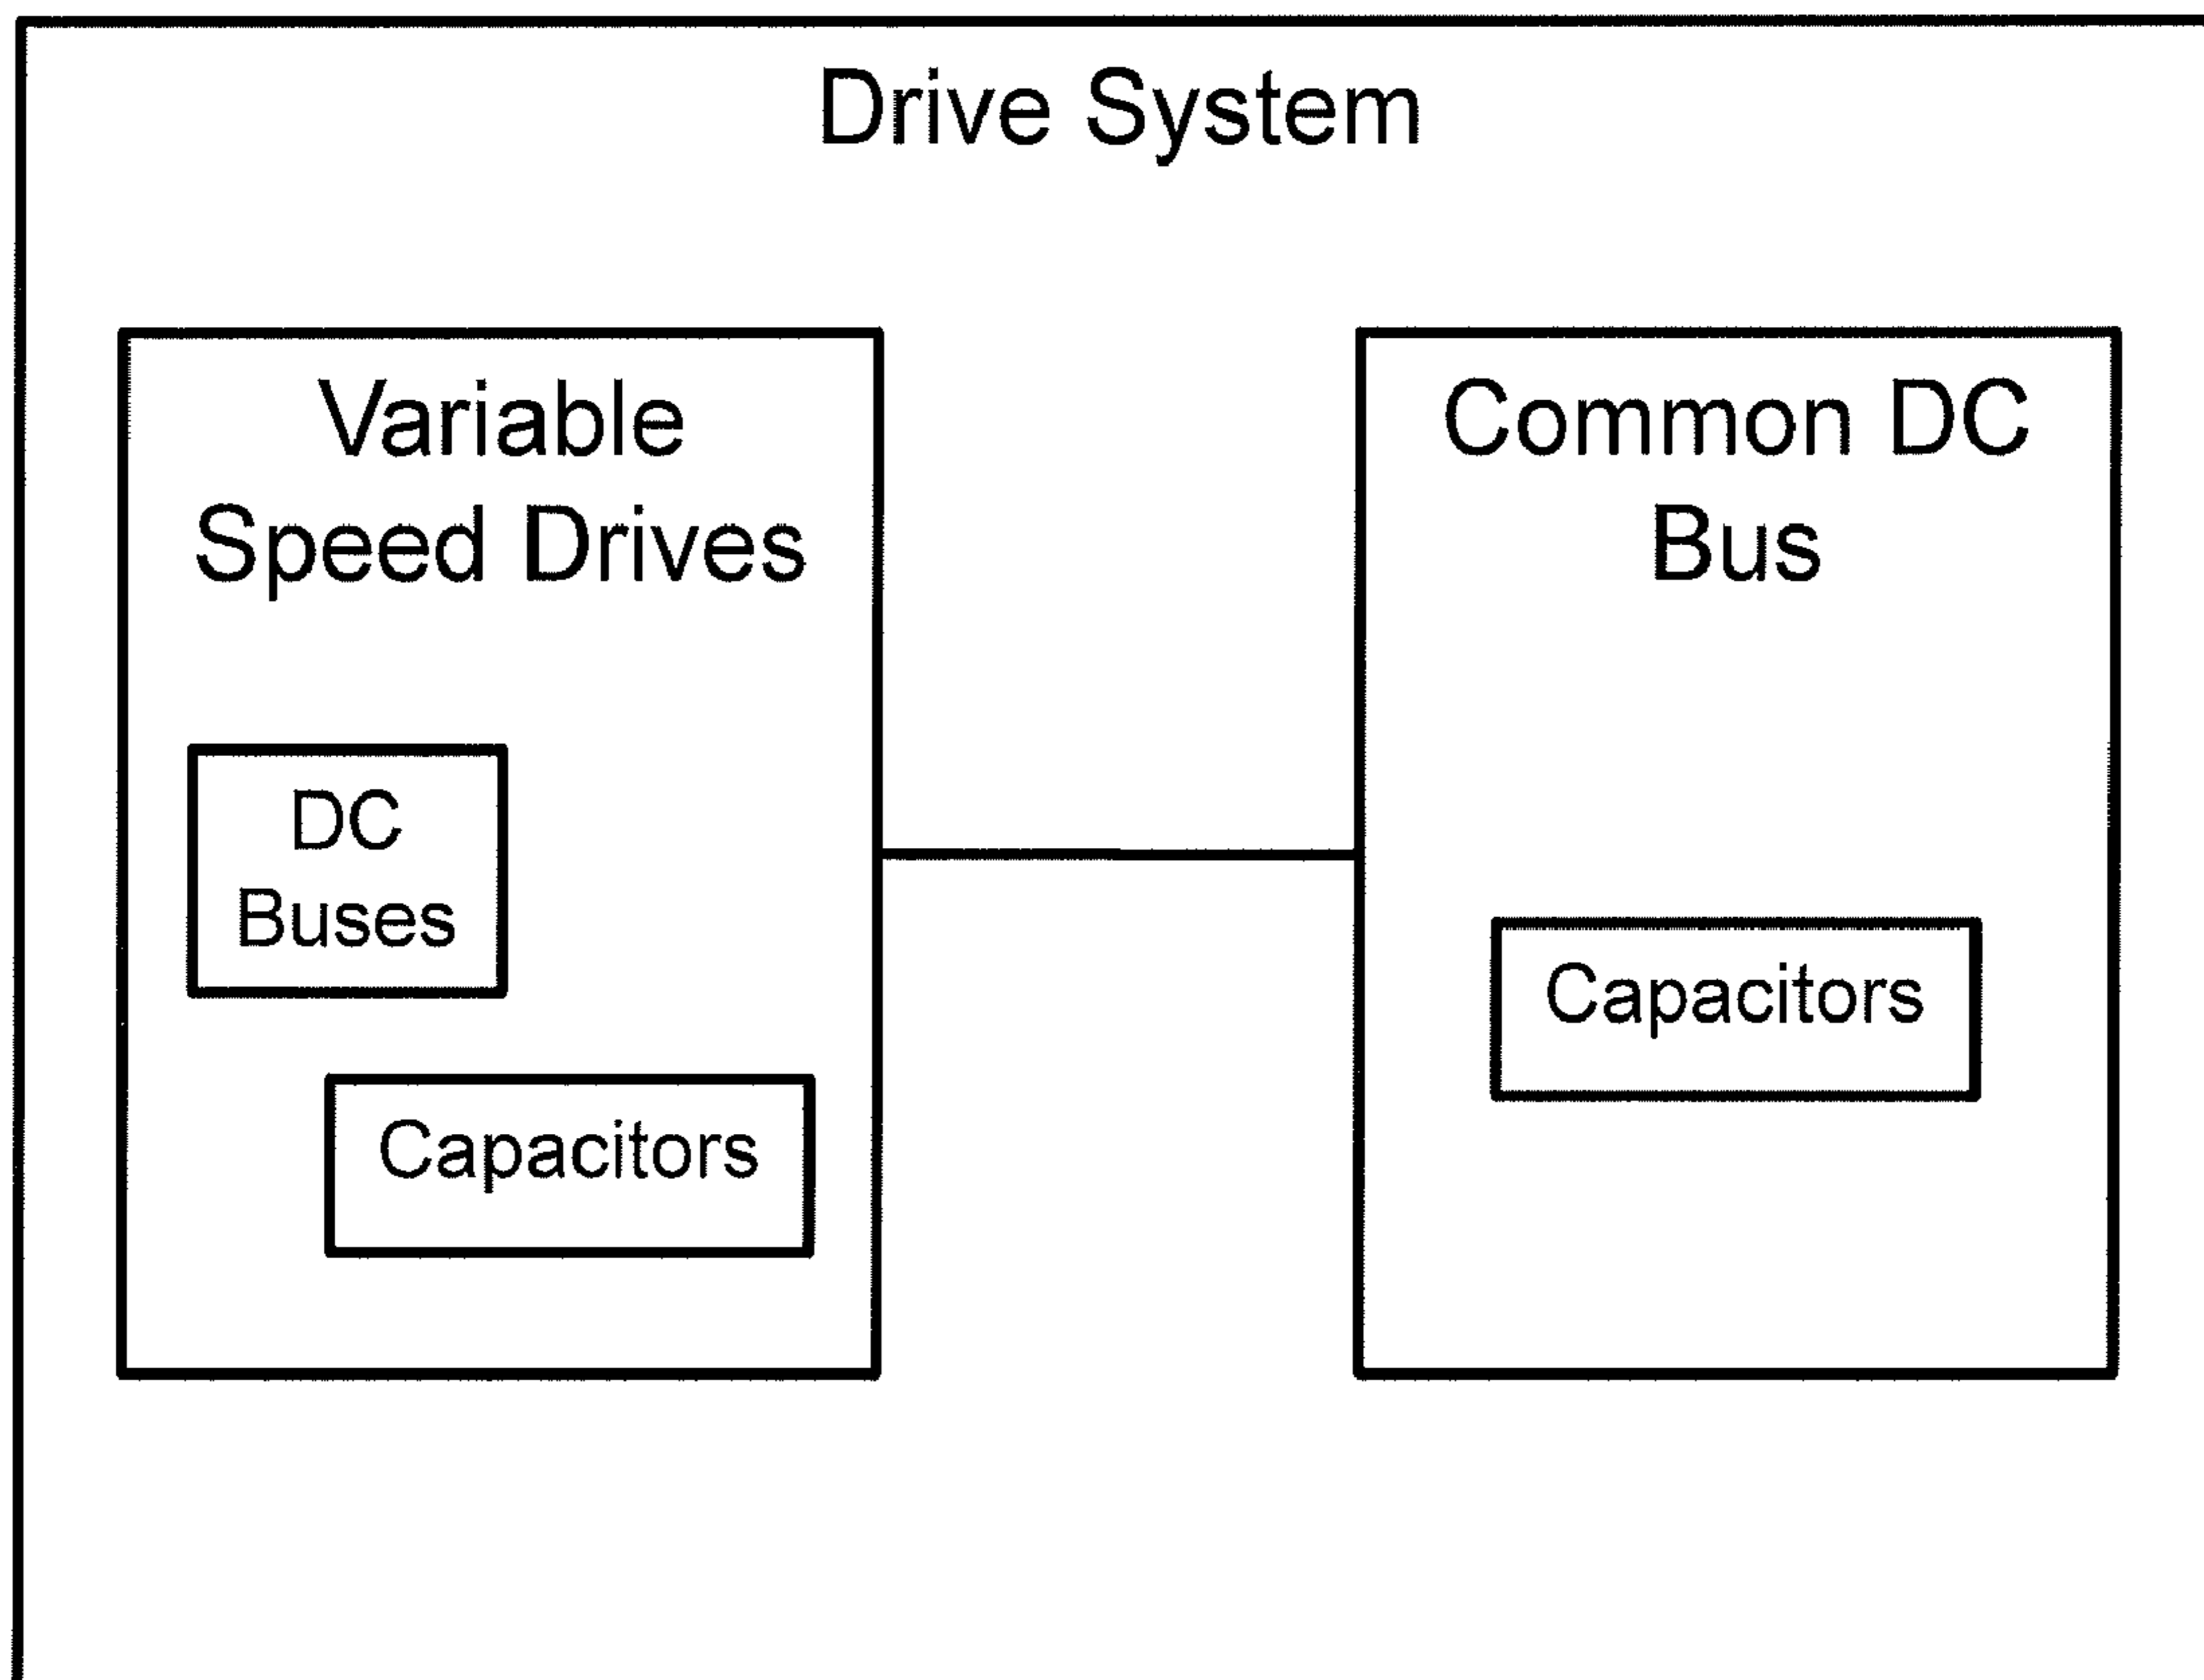 Drive System
Variable
Speed Drives
DC
Buses
Capacitors
Common DC
Bus
Capacitors